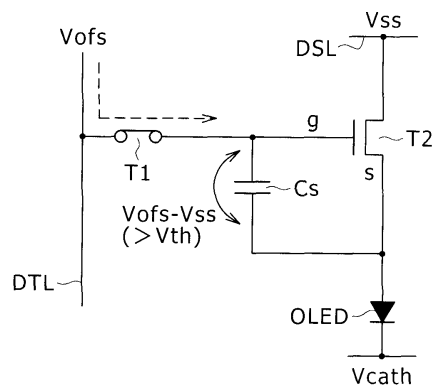 Vofs
Vss
DSL
g
T1
T2
s
Cs
Vofs-Vss
(>Vth)
DTL
OLED
Vcath